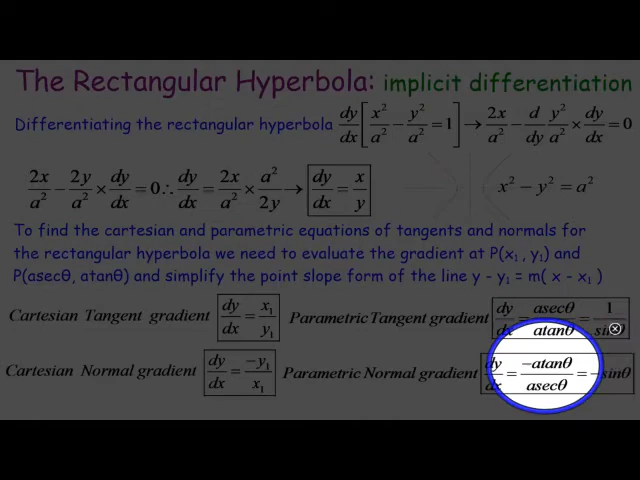 The Rectangular Hyperbola: implicit differentiation
Differentiating the rectangular hyperbola dy/dx [x²/a² − y²/a² = 1] → 2x/a² − d/dy y²/a² × dy/dx = 0
2x/a² − 2y/a² × dy/dx = 0 ∴ dy/dx = 2x/a² × a²/2y → dy/dx = x/y
x² − y² = a²
To find the cartesian and parametric equations of tangents and normals for
the rectangular hyperbola we need to evaluate the gradient at P(x₁ , y₁) and
P(asecθ, atanθ) and simplify the point slope form of the line y - y₁ = m( x - x₁ )
Cartesian Tangent gradient dy/dx = x₁/y₁
Parametric Tangent gradient dy/dx = asecθ/atanθ = 1/sinθ
Cartesian Normal gradient dy/dx = −y₁/x₁
Parametric Normal gradient dy/dx = −atanθ/asecθ = −sinθ